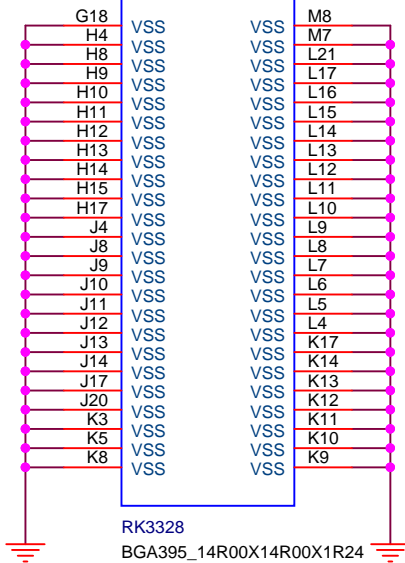 G18 VSS VSS M8
H4 VSS VSS M7
H8 VSS VSS L21
H9 VSS VSS L17
H10 VSS VSS L16
H11 VSS VSS L15
H12 VSS VSS L14
H13 VSS VSS L13
H14 VSS VSS L12
H15 VSS VSS L11
H17 VSS VSS L10
J4 VSS VSS L9
J8 VSS VSS L8
J9 VSS VSS L7
J10 VSS VSS L6
J11 VSS VSS L5
J12 VSS VSS L4
J13 VSS VSS K17
J14 VSS VSS K14
J17 VSS VSS K13
J20 VSS VSS K12
K3 VSS VSS K11
K5 VSS VSS K10
K8 VSS VSS K9
RK3328
BGA395_14R00X14R00X1R24